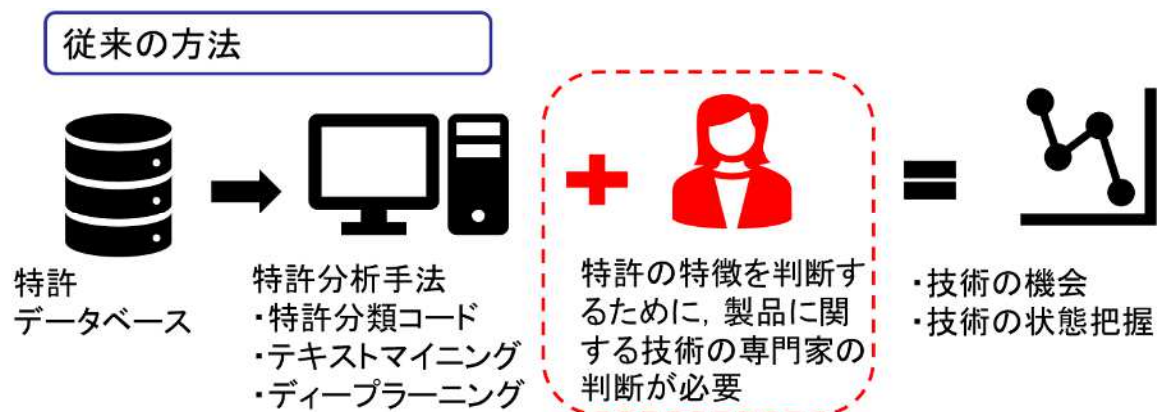 従来の方法
特許
データベース
特許分析手法
・特許分類コード
・テキストマイニング
・ディープラーニング
特許の特徴を判断す
るために，製品に関
する技術の専門家の
判断が必要
・技術の機会
・技術の状態把握